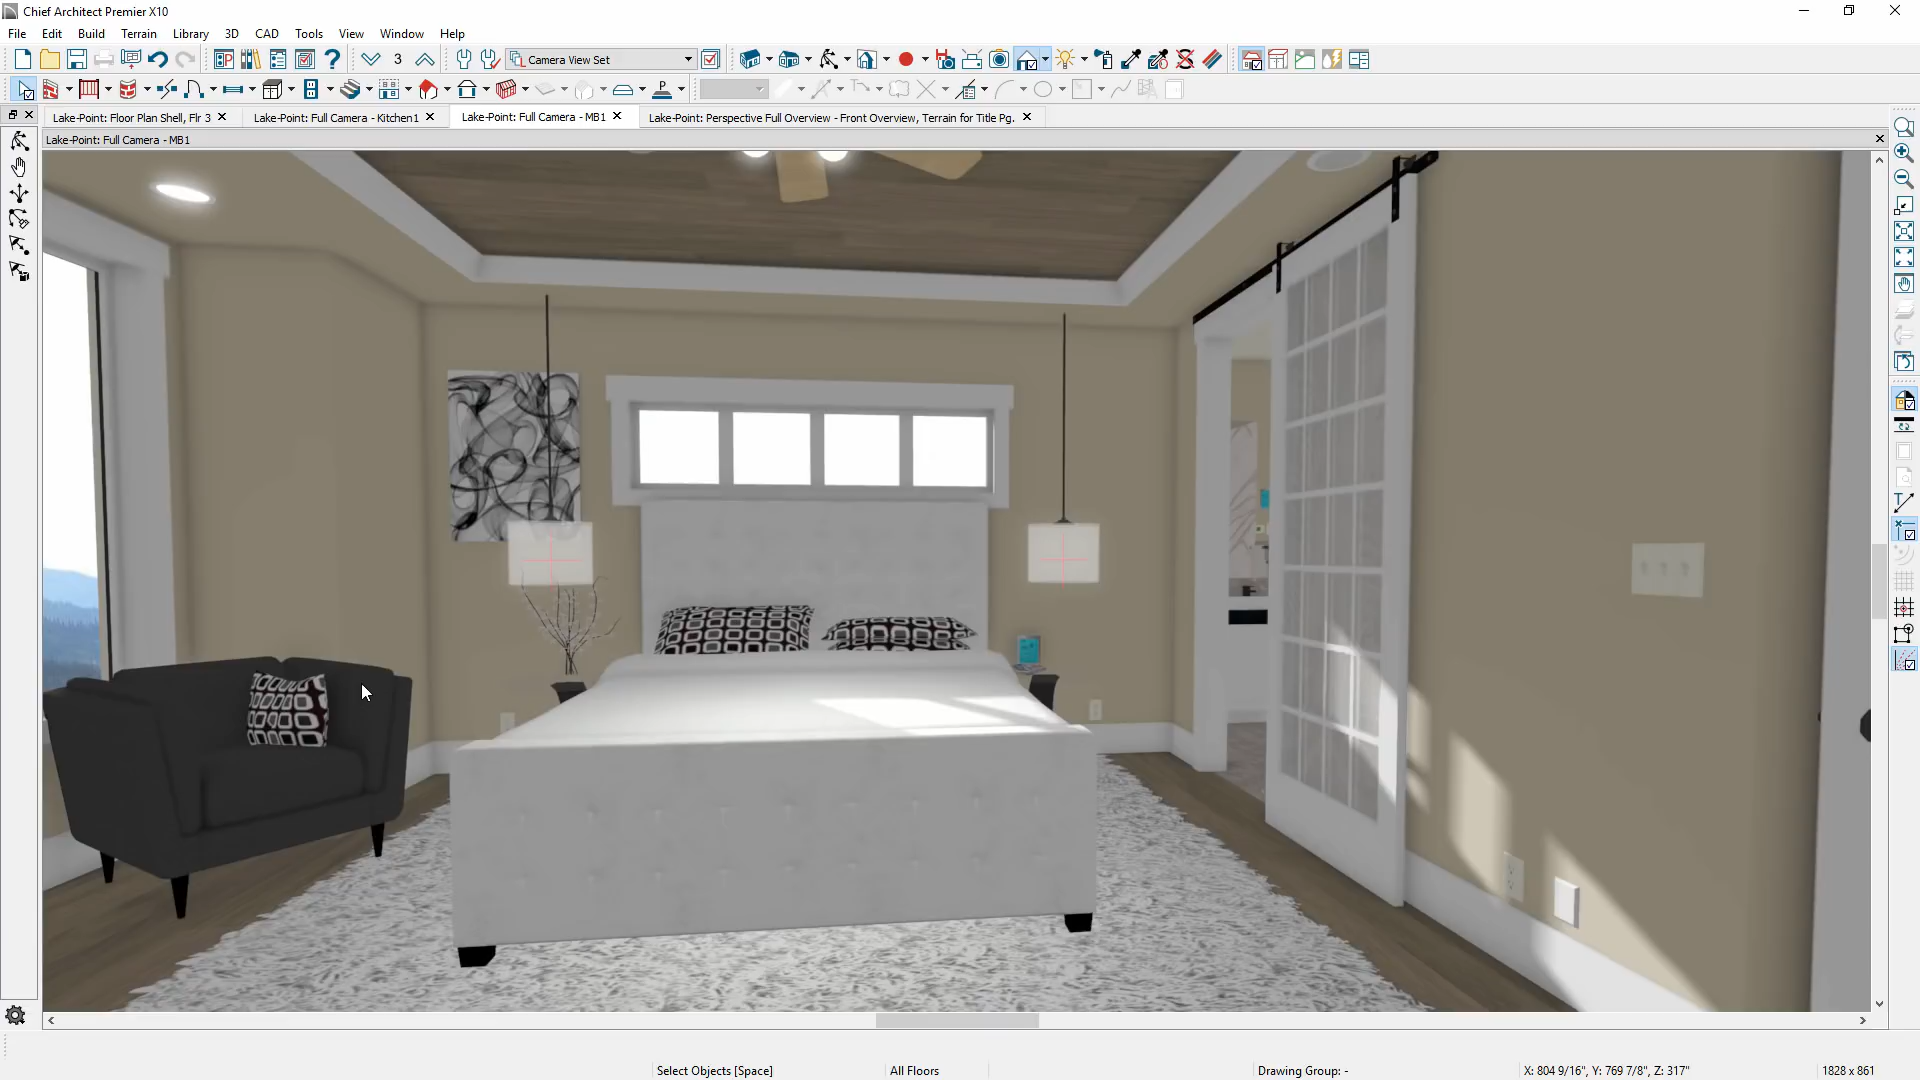 Chief Architect Premier X10
File Edit Build Terrain Library 3D CAD Tools Window View Help
3 Camera View Set
P
Lake-Point: Floor Plan Shell, Flr 3 Lake-Point: Full Camera - Kitchen1 Lake-Point: Full Camera - MB1 Lake-Point: Perspective Full Overview - Front Overview, Terrain for Title Pg.
Lake-Point: Full Camera - MB1
Select Objects [Space] All Floors Drawing Group: - X: 804 9/16", Y: 769 7/8", Z: 317" 1828 x 861